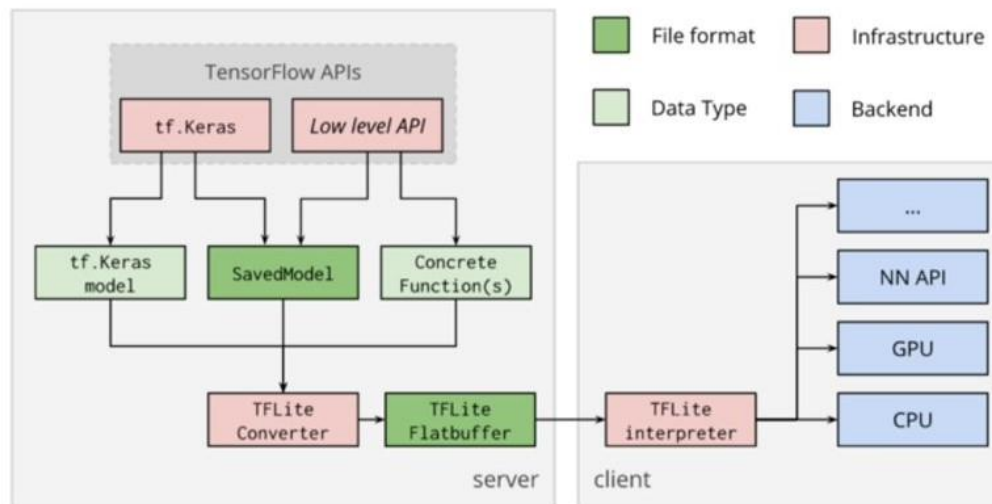 File format
Infrastructure
Data Type
Backend
TensorFlow APIs
tf.Keras
Low level API
tf.Keras
model
SavedModel
Concrete
Function(s)
TFLite
Converter
TFLite
Flatbuffer
server
TFLite
interpreter
...
NN API
GPU
CPU
client